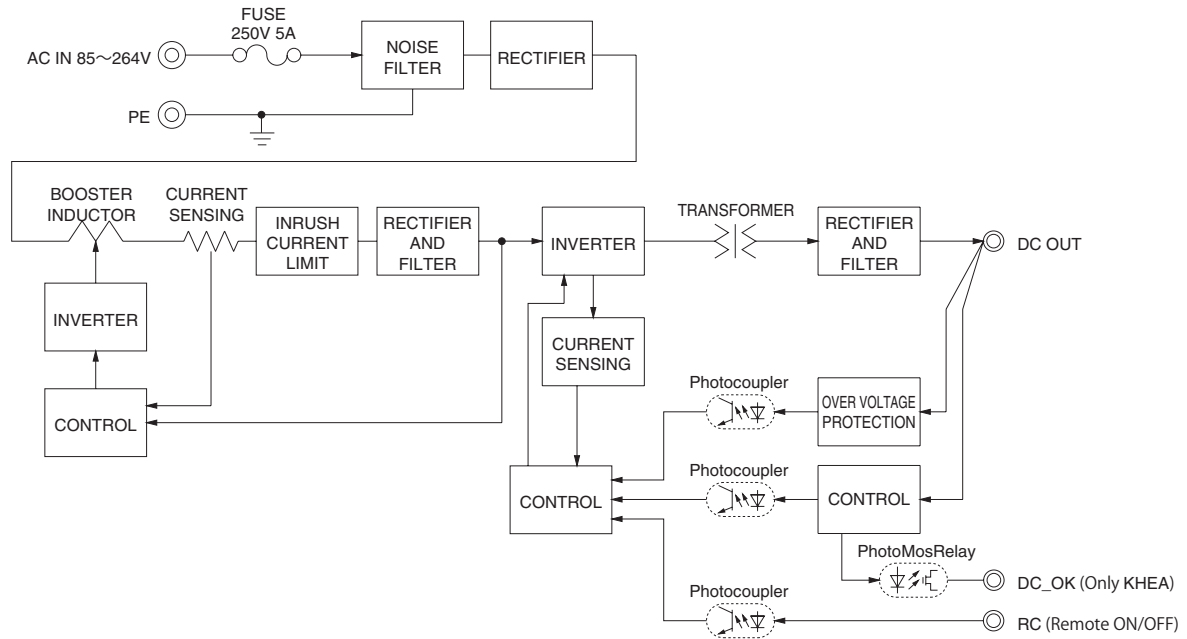 FUSE
250V 5A
AC IN 85～264V
NOISE
FILTER
RECTIFIER
PE
BOOSTER
INDUCTOR
CURRENT
SENSING
INRUSH
CURRENT
LIMIT
RECTIFIER
AND
FILTER
INVERTER
TRANSFORMER
RECTIFIER
AND
FILTER
DC OUT
INVERTER
CURRENT
SENSING
CONTROL
Photocoupler
OVER VOLTAGE
PROTECTION
CONTROL
Photocoupler
CONTROL
PhotoMosRelay
DC_OK (Only KHEA)
Photocoupler
RC (Remote ON/OFF)